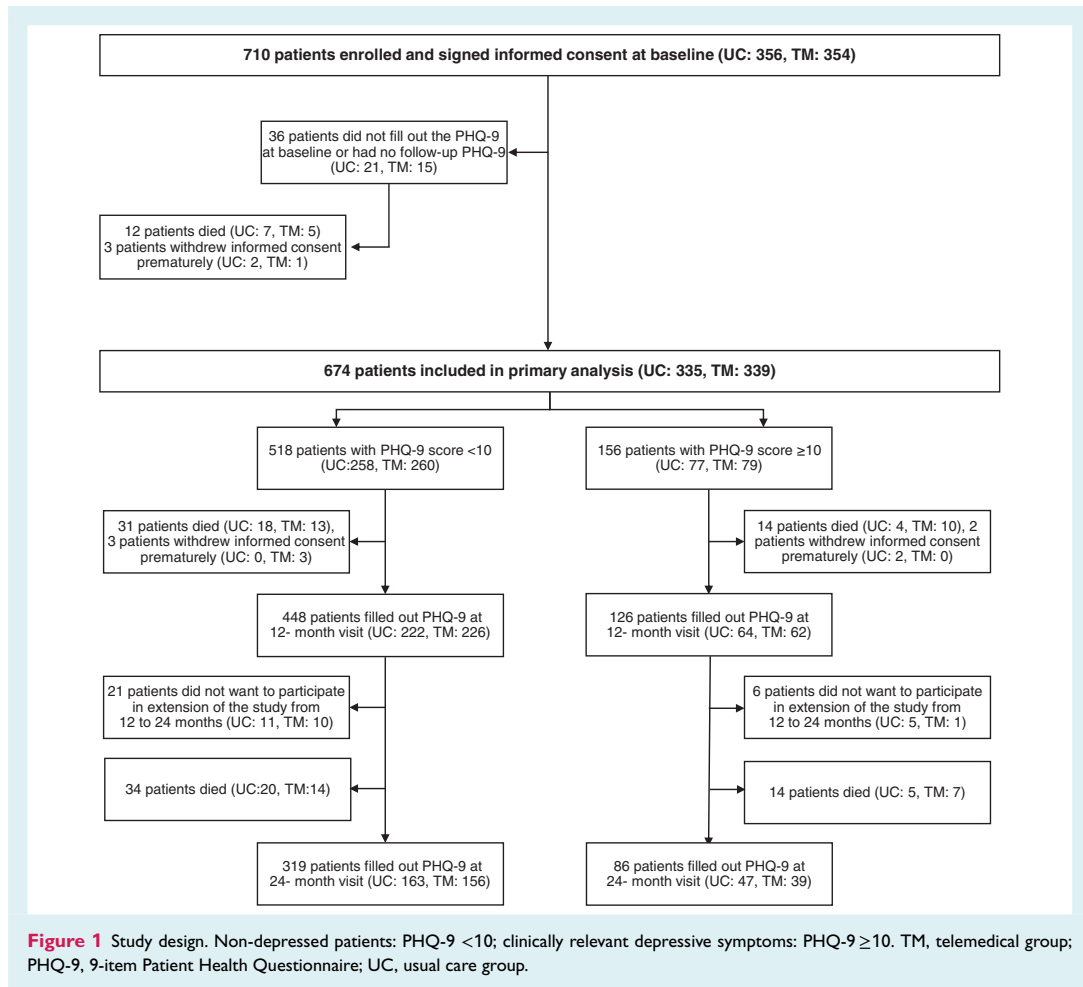 710 patients enrolled and signed informed consent at baseline (UC: 356, TM: 354)
36 patients did not fill out the PHQ-9
at baseline or had no follow-up PHQ-9
(UC: 21, TM: 15)
12 patients died (UC: 7, TM: 5)
3 patients withdrew informed consent
prematurely (UC: 2, TM: 1)
674 patients included in primary analysis (UC: 335, TM: 339)
518 patients with PHQ-9 score <10
(UC:258, TM: 260)
156 patients with PHQ-9 score ≥10
(UC: 77, TM: 79)
31 patients died (UC: 18, TM: 13),
3 patients withdrew informed consent
prematurely (UC: 0, TM: 3)
14 patients died (UC: 4, TM: 10), 2
patients withdrew informed consent
prematurely (UC: 2, TM: 0)
448 patients filled out PHQ-9 at
12- month visit (UC: 222, TM: 226)
126 patients filled out PHQ-9 at
12- month visit (UC: 64, TM: 62)
21 patients did not want to participate
in extension of the study from
12 to 24 months (UC: 11, TM: 10)
6 patients did not want to participate
in extension of the study from
12 to 24 months (UC: 5, TM: 1)
34 patients died (UC:20, TM:14)
14 patients died (UC: 5, TM: 7)
319 patients filled out PHQ-9 at
24- month visit (UC: 163, TM: 156)
86 patients filled out PHQ-9 at
24- month visit (UC: 47, TM: 39)
Figure 1 Study design. Non-depressed patients: PHQ-9 <10; clinically relevant depressive symptoms: PHQ-9 ≥10. TM, telemedical group;
PHQ-9, 9-item Patient Health Questionnaire; UC, usual care group.